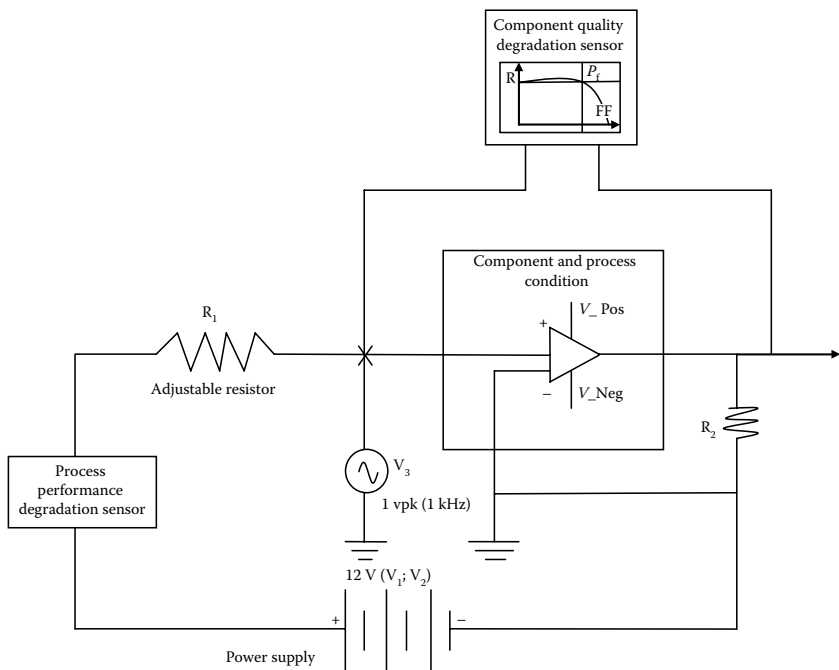 Component quality
degradation sensor
R
P_f
FF
Component and process
condition
R_1
V_ Pos
+
−
V_Neg
Adjustable resistor
R_2
Process
performance
degradation sensor
V_3
1 vpk (1 kHz)
12 V (V_1; V_2)
+
−
Power supply